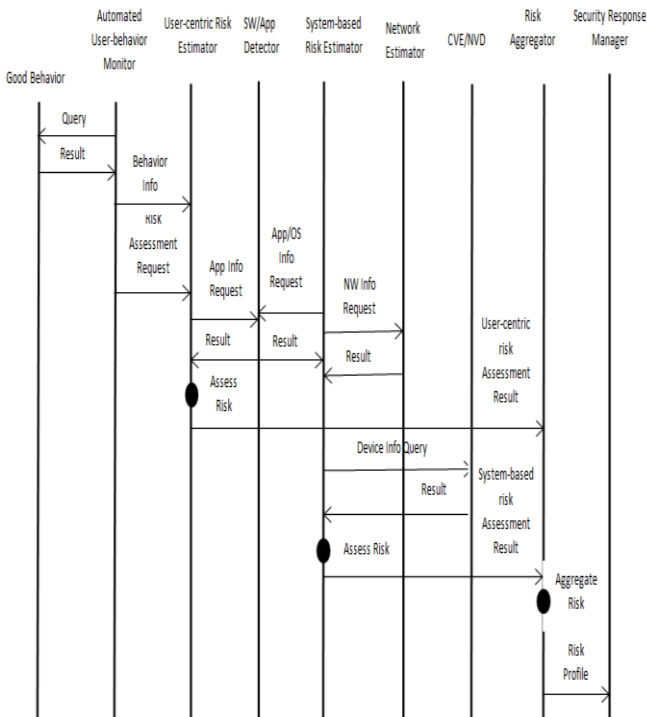 Automated
User-behavior
Monitor
User-centric Risk
Estimator
SW/App
Detector
System-based
Risk Estimator
Network
Estimator
CVE/NVD
Risk
Aggregator
Security Response
Manager
Good Behavior
Query
Result
Behavior
Info
Risk
Assessment
Request
App Info
Request
App/OS
Info
Request
NW Info
Request
Result
Result
Result
Assess
Risk
User-centric
risk
Assessment
Result
Device Info Query
Result
System-based
risk
Assessment
Result
Assess Risk
Aggregate
Risk
Risk
Profile